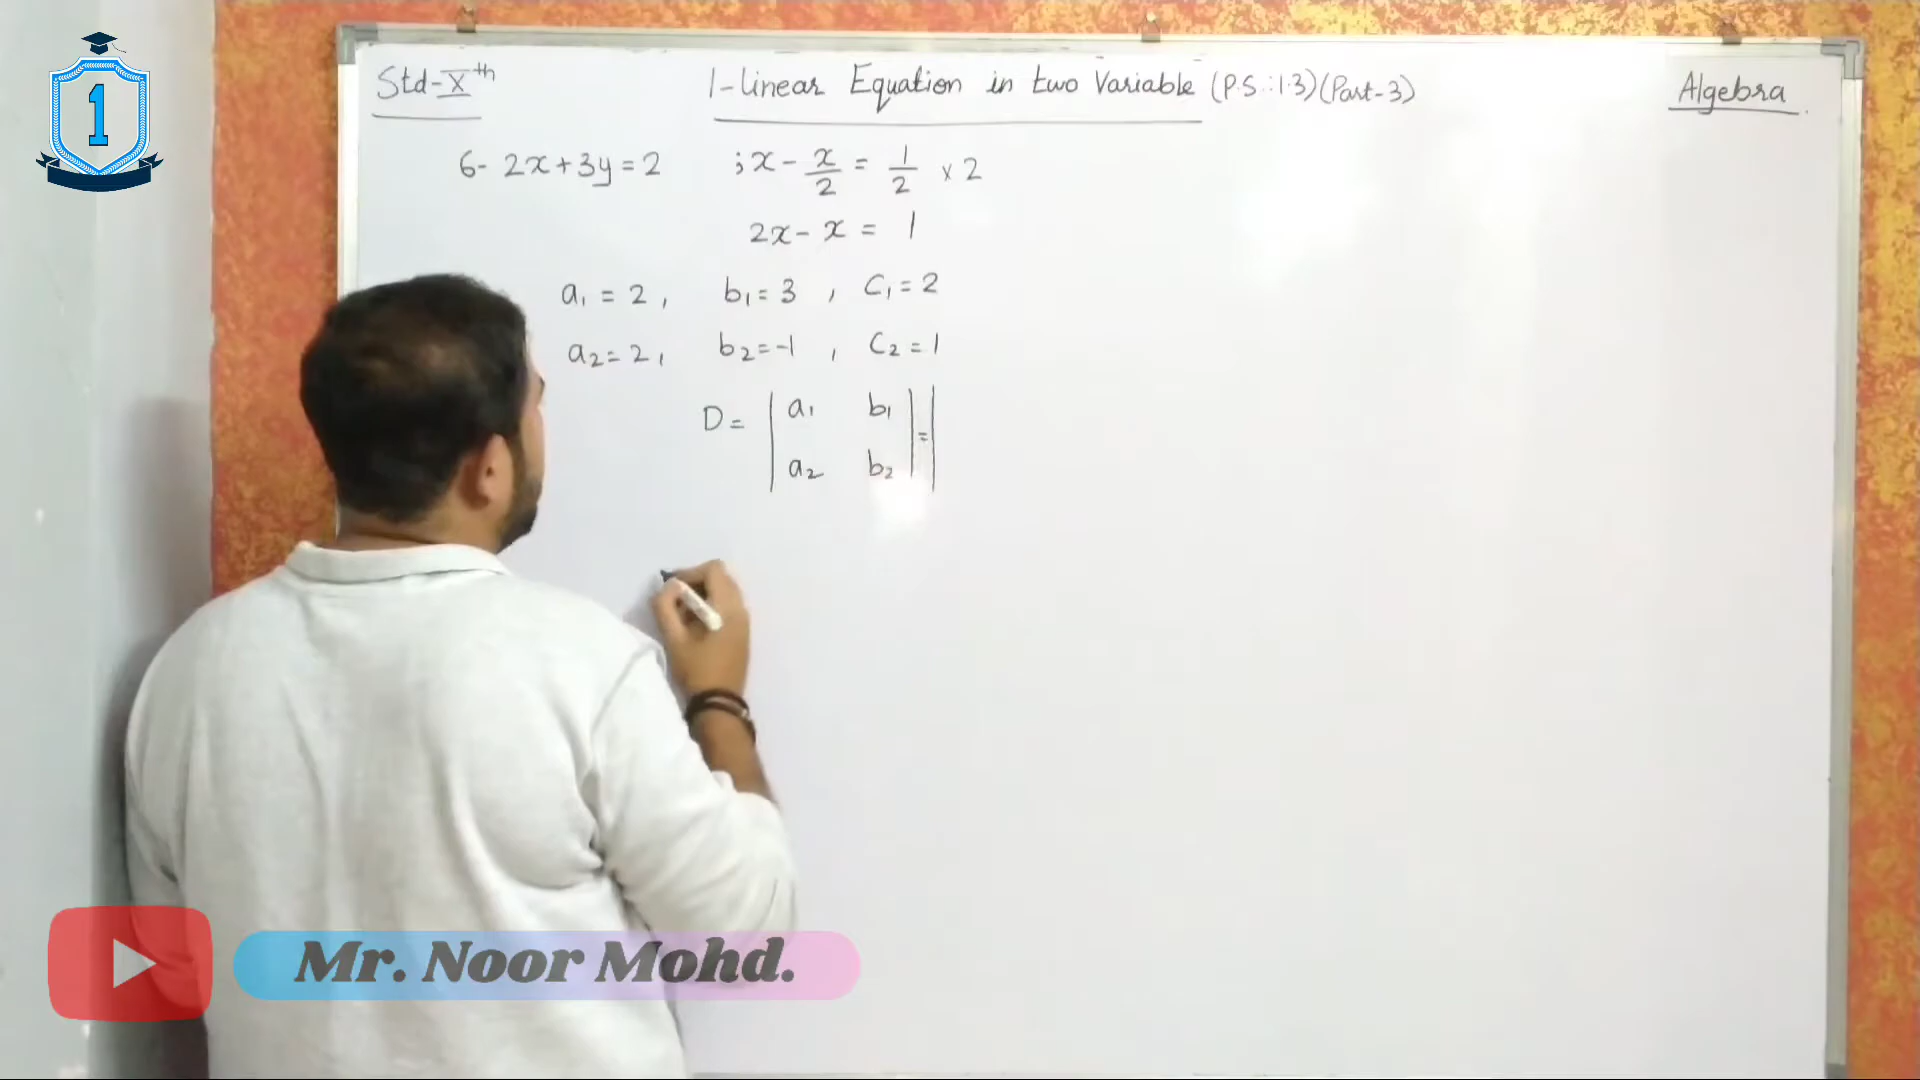 1
Std-Xth
1-Linear Equation in two Variable (P.S.:1.3)(Part-3)
Algebra
6- 2x+3y=2 ; x - x/2 = 1/2 x 2
2x- x = 1
a1 = 2, b1 = 3 , C1 = 2
a2 = 2, b2 = -1 , C2 = 1
D = | a1 b1 | = |
a2 b2
Mr. Noor Mohd.